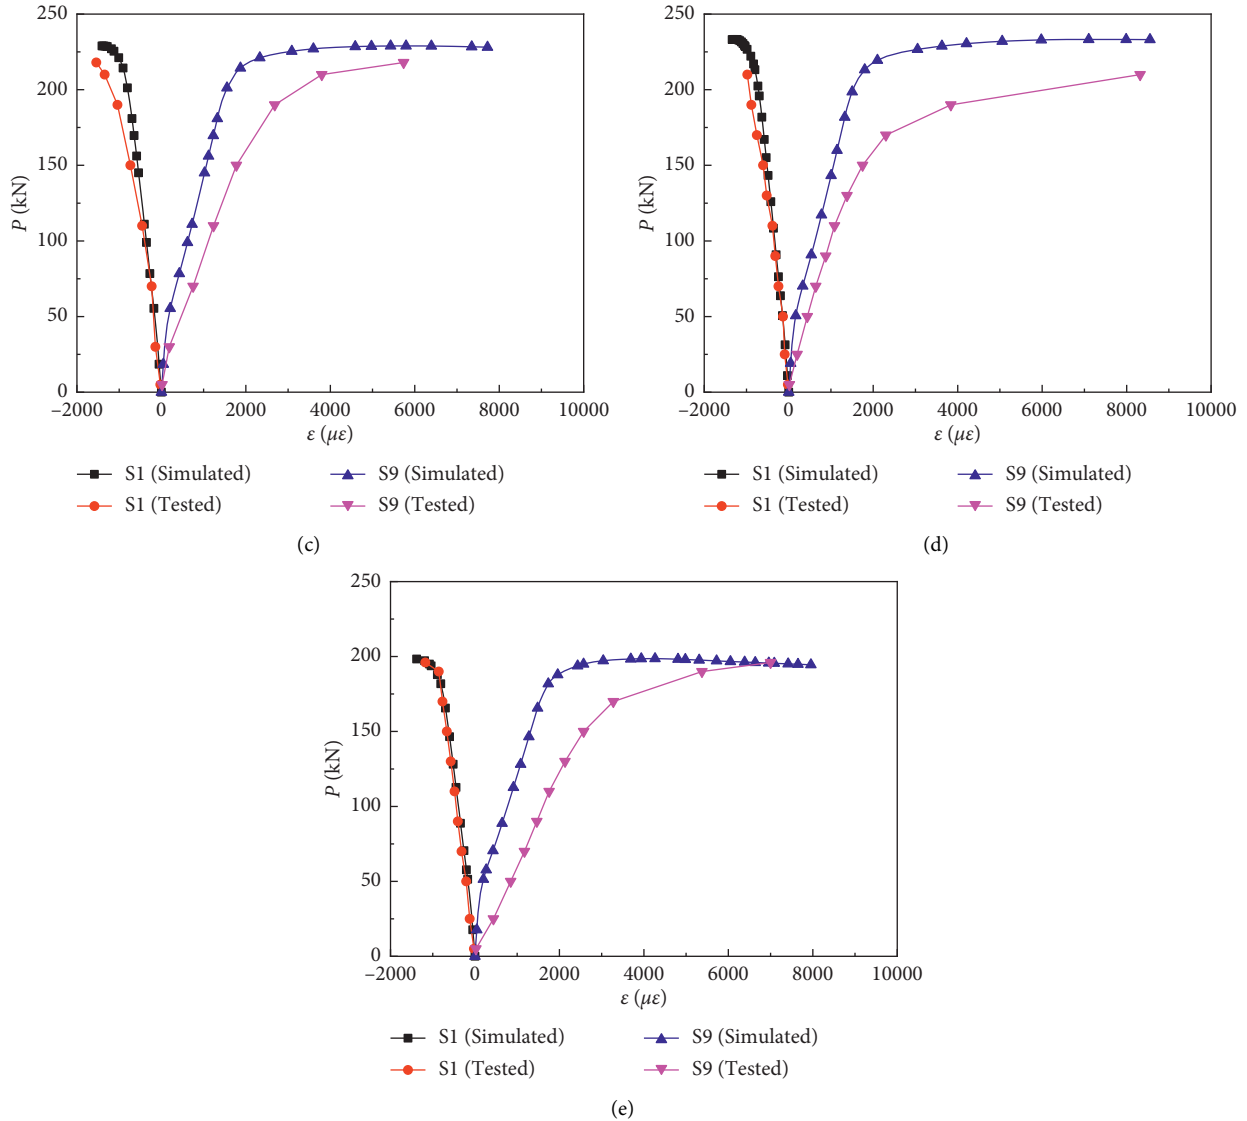 250
200
150
100
50
0
P (kN)
–2000
0
2000
4000
6000
8000
10000
ε (με)
S1 (Simulated)
S1 (Tested)
S9 (Simulated)
S9 (Tested)
(c)
250
200
150
100
50
0
P (kN)
–2000
0
2000
4000
6000
8000
10000
ε (με)
S1 (Simulated)
S1 (Tested)
S9 (Simulated)
S9 (Tested)
(d)
250
200
150
100
50
0
P (kN)
–2000
0
2000
4000
6000
8000
10000
ε (με)
S1 (Simulated)
S1 (Tested)
S9 (Simulated)
S9 (Tested)
(e)